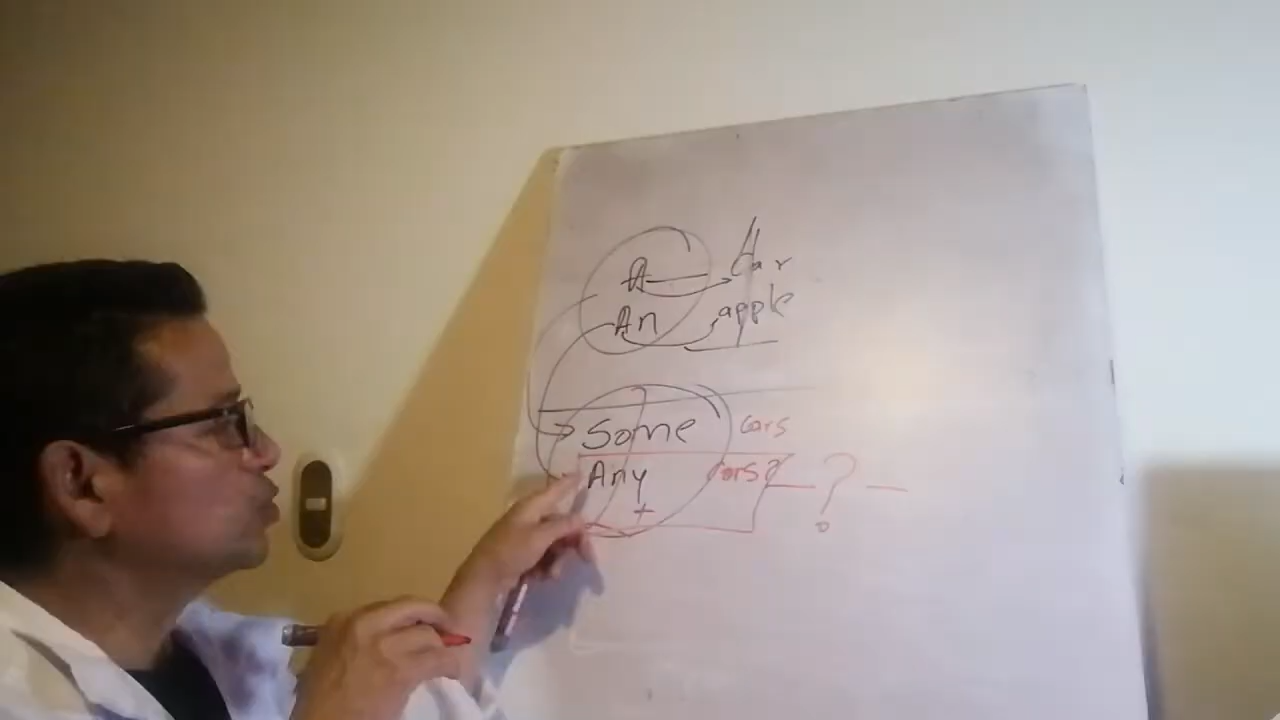 A car
An apple
Some cars
Any cars? — ? —
+